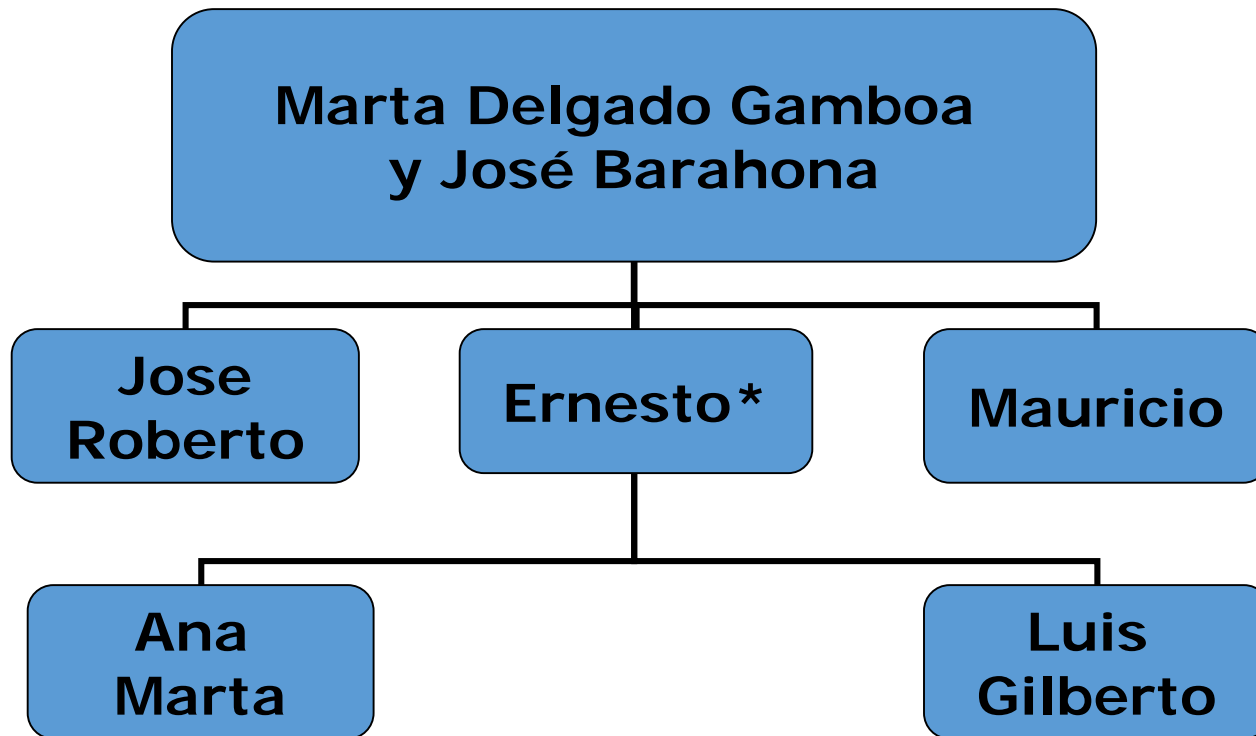 Marta Delgado Gamboa
y José Barahona
Jose
Roberto
Ernesto*
Mauricio
Ana
Marta
Luis
Gilberto